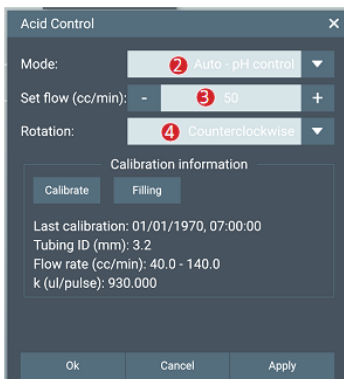 Acid Control ×
Mode: 2 Auto - pH control
Set flow (cc/min): - 3 50 +
Rotation: 4 Counterclockwise
Calibration information
Calibrate Filling
Last calibration: 01/01/1970, 07:00:00
Tubing ID (mm): 3.2
Flow rate (cc/min): 40.0 - 140.0
k (ul/pulse): 930.000
Ok Cancel Apply